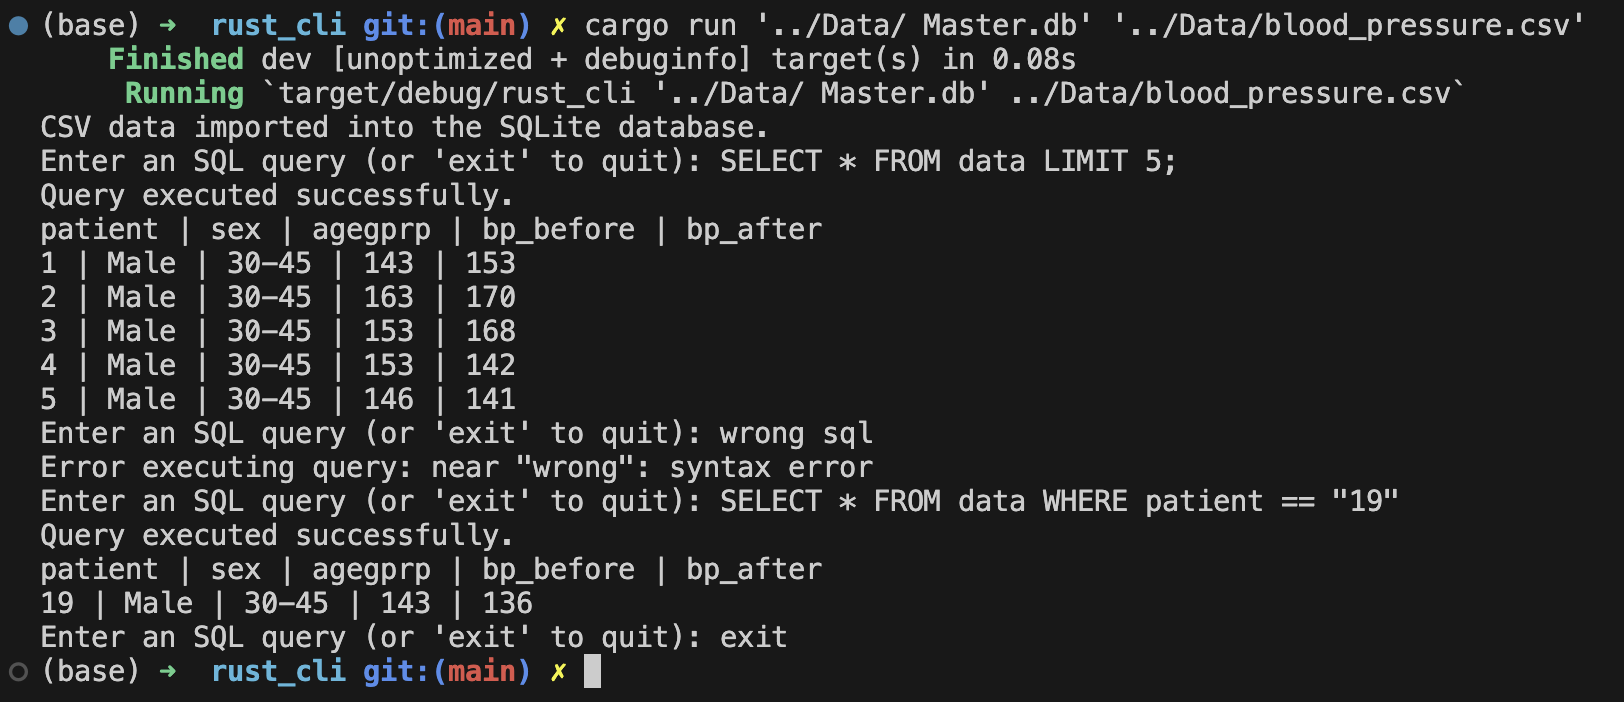 (base) ➜ rust_cli git:(main) ✗ cargo run '../Data/ Master.db' '../Data/blood_pressure.csv'
Finished dev [unoptimized + debuginfo] target(s) in 0.08s
Running `target/debug/rust_cli '../Data/ Master.db' ../Data/blood_pressure.csv`
CSV data imported into the SQLite database.
Enter an SQL query (or 'exit' to quit): SELECT * FROM data LIMIT 5;
Query executed successfully.
patient | sex | agegprp | bp_before | bp_after
1 | Male | 30-45 | 143 | 153
2 | Male | 30-45 | 163 | 170
3 | Male | 30-45 | 153 | 168
4 | Male | 30-45 | 153 | 142
5 | Male | 30-45 | 146 | 141
Enter an SQL query (or 'exit' to quit): wrong sql
Error executing query: near "wrong": syntax error
Enter an SQL query (or 'exit' to quit): SELECT * FROM data WHERE patient == "19"
Query executed successfully.
patient | sex | agegprp | bp_before | bp_after
19 | Male | 30-45 | 143 | 136
Enter an SQL query (or 'exit' to quit): exit
(base) ➜ rust_cli git:(main) ✗